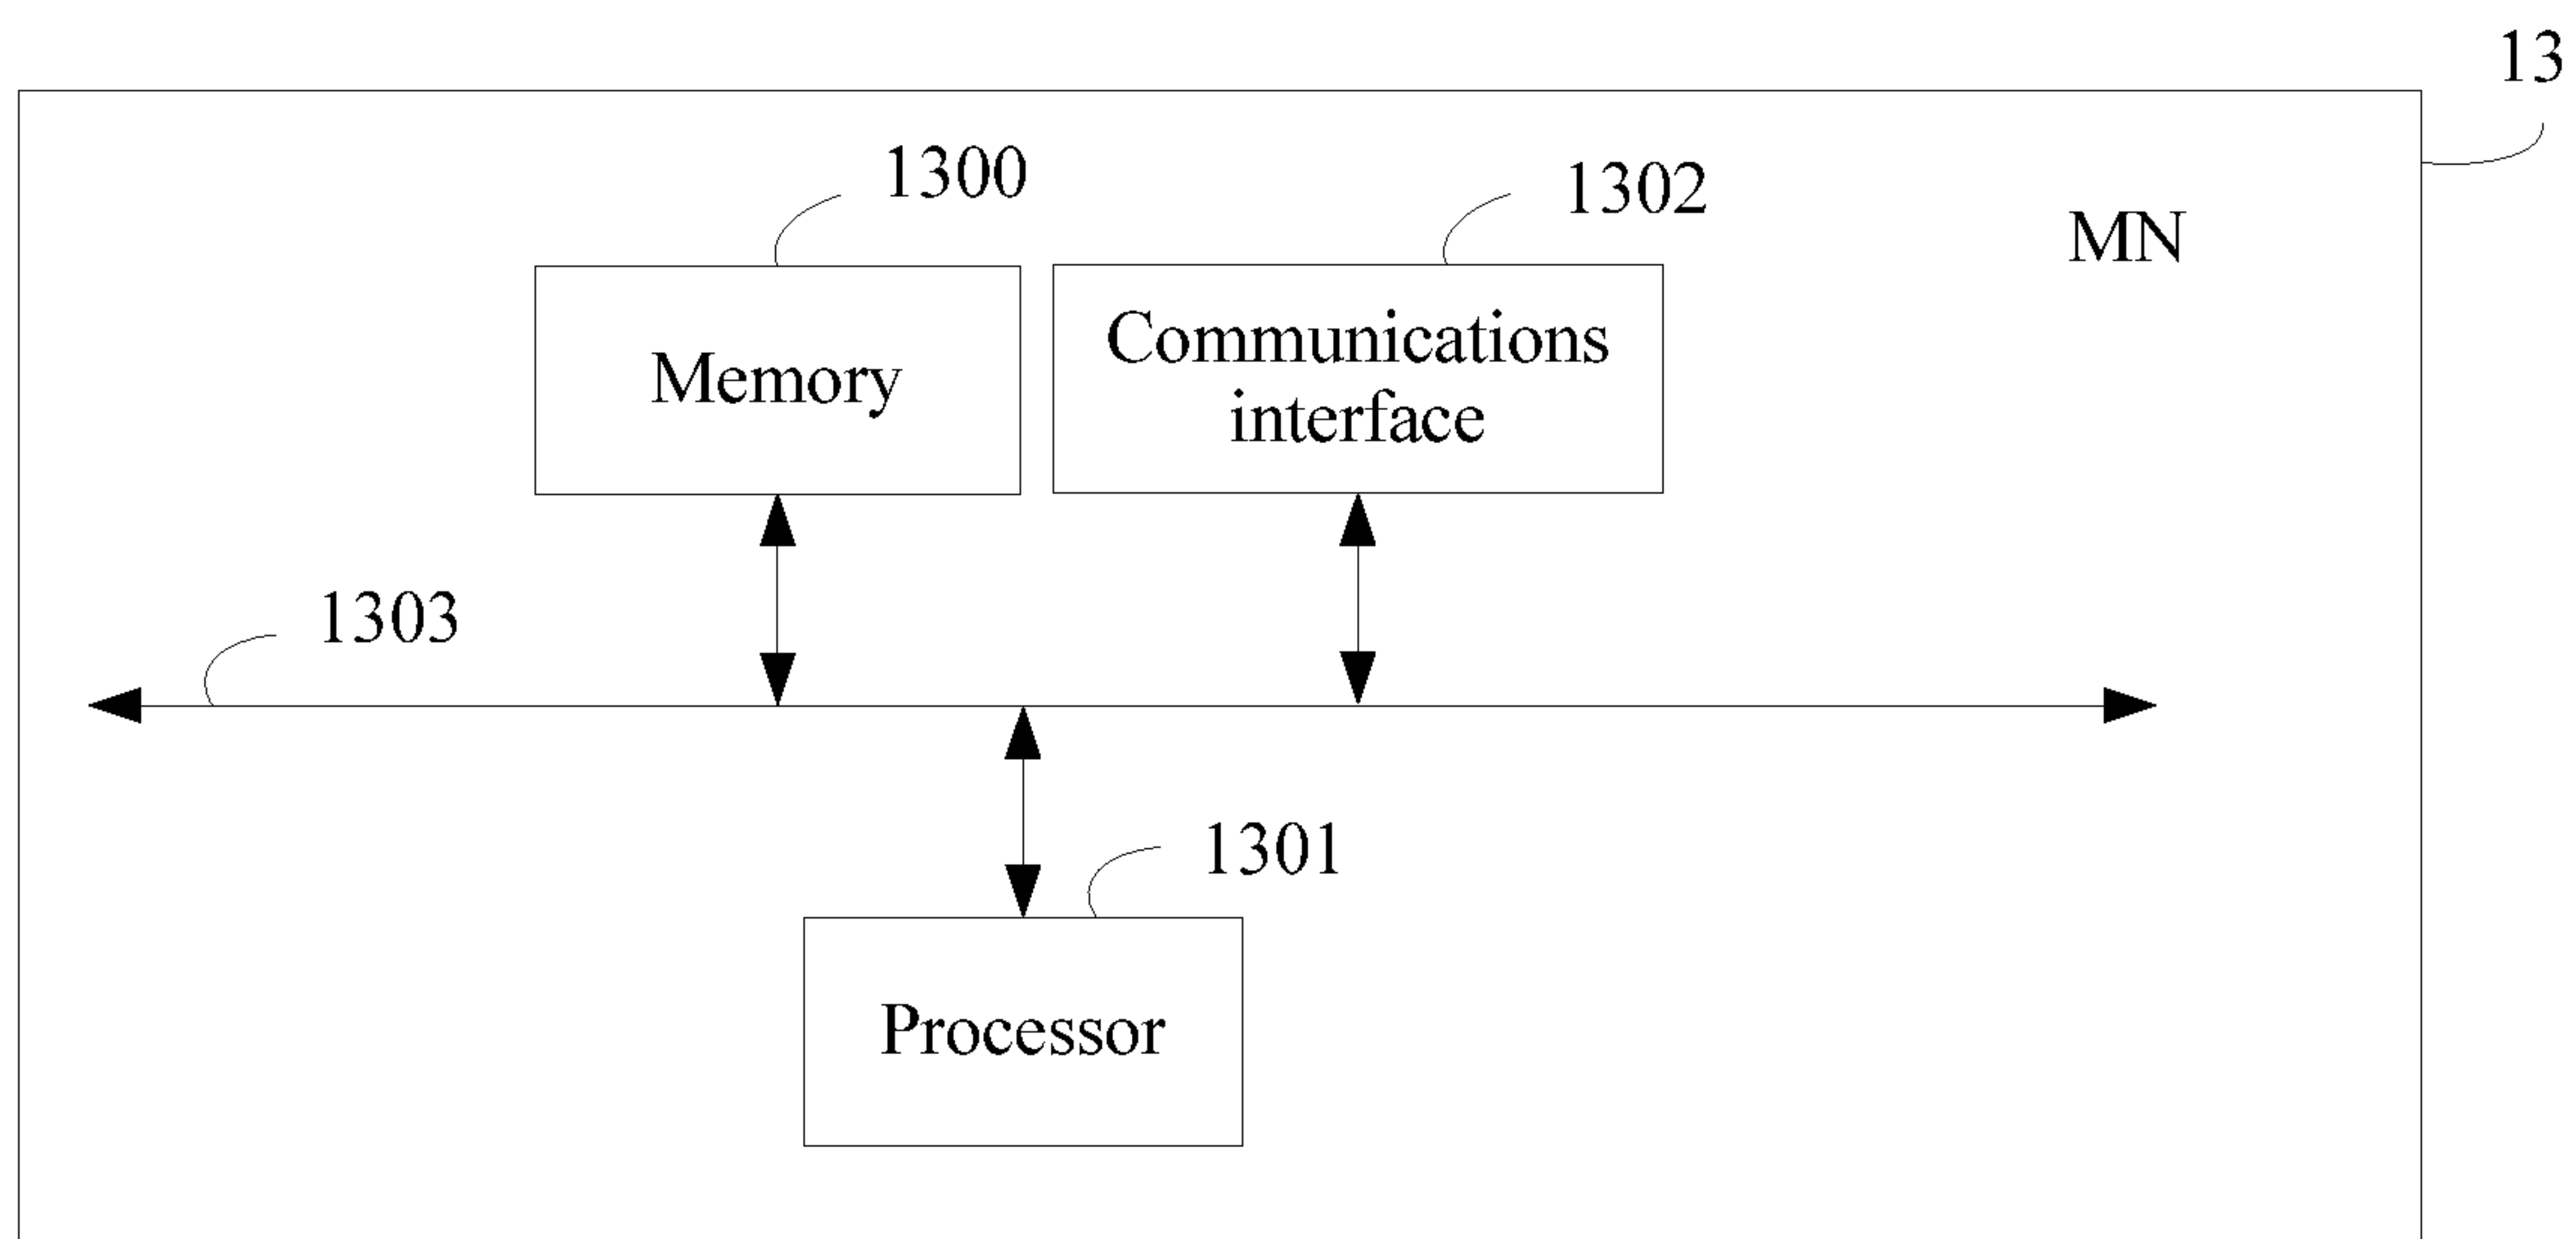 13
1300
1302
MN
Memory
Communications
interface
1303
1301
Processor